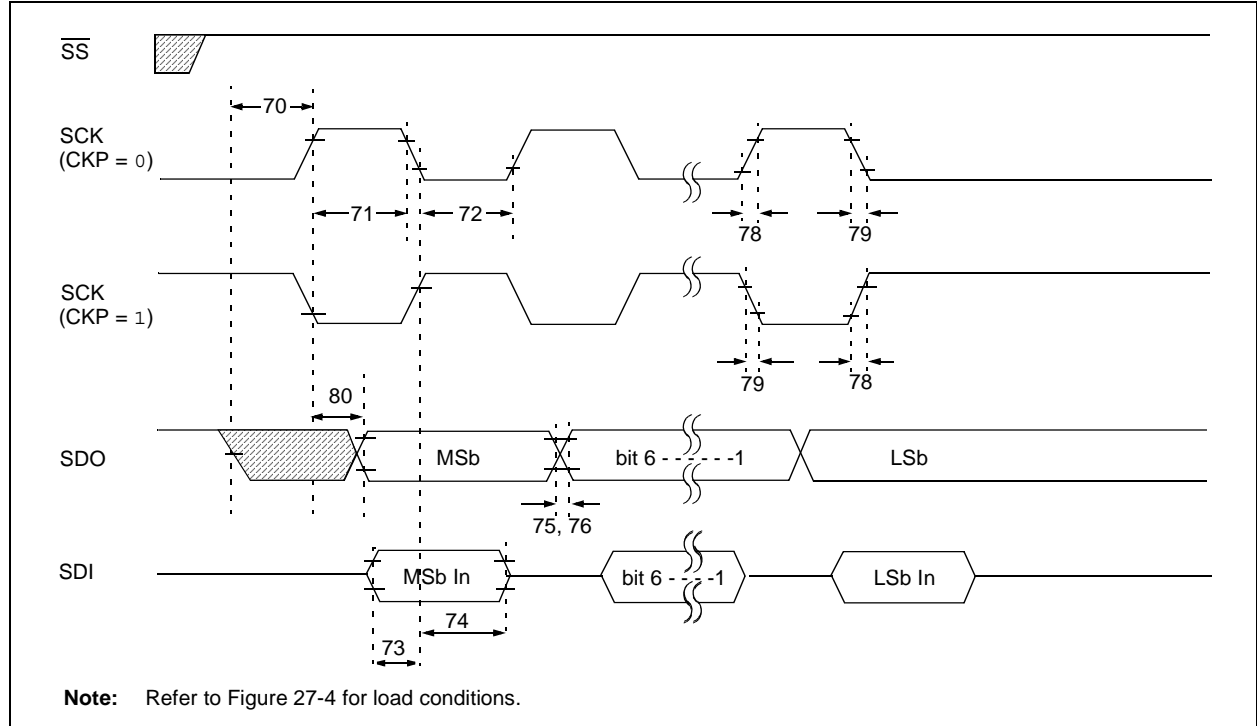 SS
70
SCK
(CKP = 0)
71
72
78
79
SCK
(CKP = 1)
79
78
80
SDO
MSb
bit 6 - - - - - -1
LSb
75, 76
SDI
MSb In
bit 6 - - - -1
LSb In
74
73
Note: Refer to Figure 27-4 for load conditions.